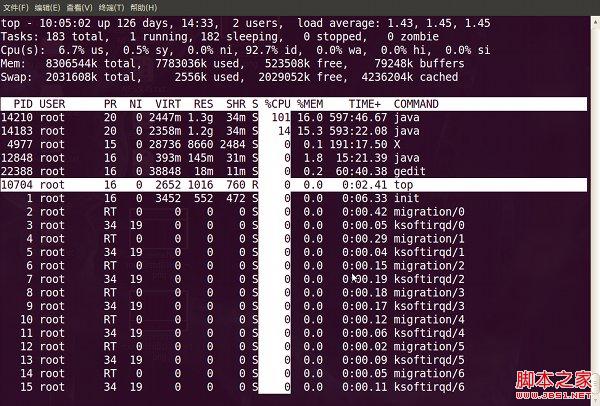 文件(F) 编辑(E) 查看(V) 终端(T) 帮助(H)
top - 10:05:02 up 126 days, 14:33, 2 users, load average: 1.43, 1.45, 1.45
Tasks: 183 total, 1 running, 182 sleeping, 0 stopped, 0 zombie
Cpu(s): 6.7% us, 0.5% sy, 0.0% ni, 92.7% id, 0.0% wa, 0.0% hi, 0.0% si
Mem: 8306544k total, 7783036k used, 523508k free, 79248k buffers
Swap: 2031608k total, 2556k used, 2029052k free, 4236204k cached
PID USER PR NI VIRT RES SHR S %CPU %MEM TIME+ COMMAND
14210 root 20 0 2447m 1.3g 34m S 101 16.0 597:46.67 java
14183 root 20 0 2358m 1.2g 34m S 14 15.3 593:22.08 java
4977 root 15 0 28736 8660 2484 S 0 0.1 191:17.50 X
12848 root 16 0 393m 145m 31m S 0 1.8 15:21.39 java
22388 root 16 0 38848 18m 11m S 0 0.2 60:40.38 gedit
10704 root 16 0 2652 1016 760 R 0 0.0 0:02.41 top
1 root 16 0 3452 552 472 S 0 0.0 0:06.33 init
2 root RT 0 0 0 0 S 0 0.0 0:00.42 migration/0
3 root 34 19 0 0 0 S 0 0.0 0:00.05 ksoftirqd/0
4 root RT 0 0 0 0 S 0 0.0 0:00.29 migration/1
5 root 34 19 0 0 0 S 0 0.0 0:00.04 ksoftirqd/1
6 root RT 0 0 0 0 S 0 0.0 0:00.15 migration/2
7 root 34 19 0 0 0 S 0 0.0 0:00.19 ksoftirqd/2
8 root RT 0 0 0 0 S 0 0.0 0:00.18 migration/3
9 root 34 19 0 0 0 S 0 0.0 0:00.17 ksoftirqd/3
10 root RT 0 0 0 0 S 0 0.0 0:00.12 migration/4
11 root 34 19 0 0 0 S 0 0.0 0:00.06 ksoftirqd/4
12 root RT 0 0 0 0 S 0 0.0 0:00.02 migration/5
13 root 34 19 0 0 0 S 0 0.0 0:00.09 ksoftirqd/5
14 root RT 0 0 0 0 S 0 0.0 0:00.05 migration/6
15 root 34 19 0 0 0 S 0 0.0 0:00.11 ksoftirqd/6
脚本之家
www.JB51.NET